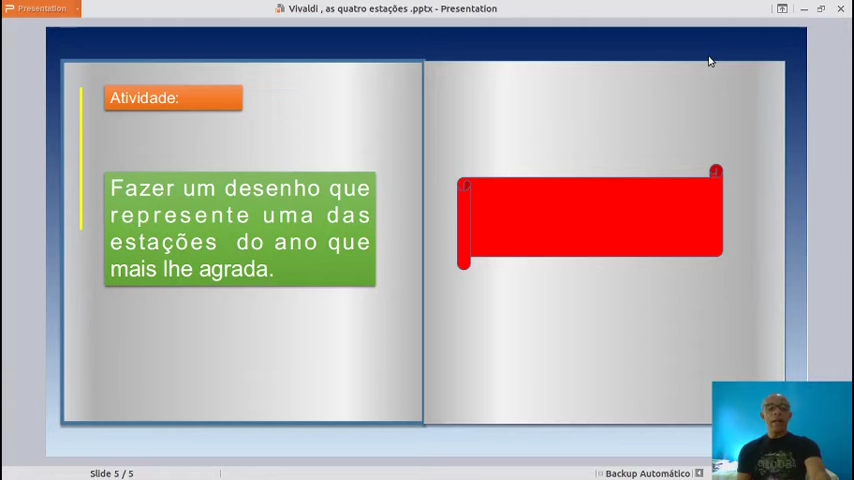 Presentation
Vivaldi , as quatro estações .pptx - Presentation
Atividade:
Fazer um desenho que
represente uma das
estações do ano que
mais lhe agrada.
global
Slide 5 / 5
Backup Automático